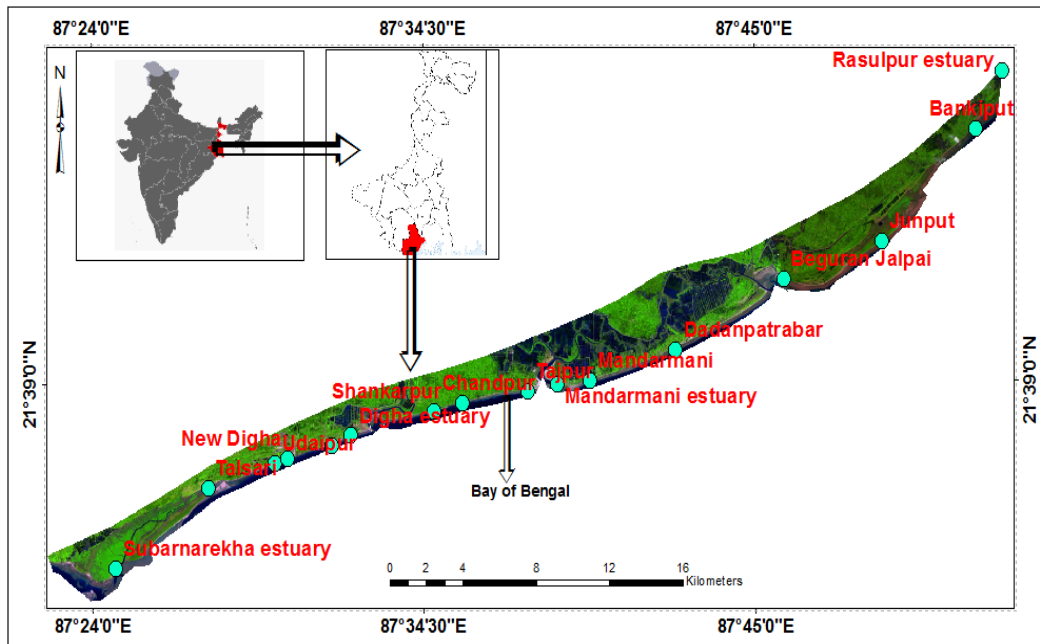 87°24'0"E
87°34'30"E
87°45'0"E
N
Rasulpur estuary
Bankiput
Junput
Beguran Jalpai
Dadanpatrabar
Mandarmani
Talpur
Mandarmani estuary
Chandpur
Shankarpur
Digha estuary
New Digha
Udaipur
Talsari
Subarnarekha estuary
21°39'0"N
21°39'0"N
Bay of Bengal
0 2 4 8 12 16
Kilometers
87°24'0"E
87°34'30"E
87°45'0"E